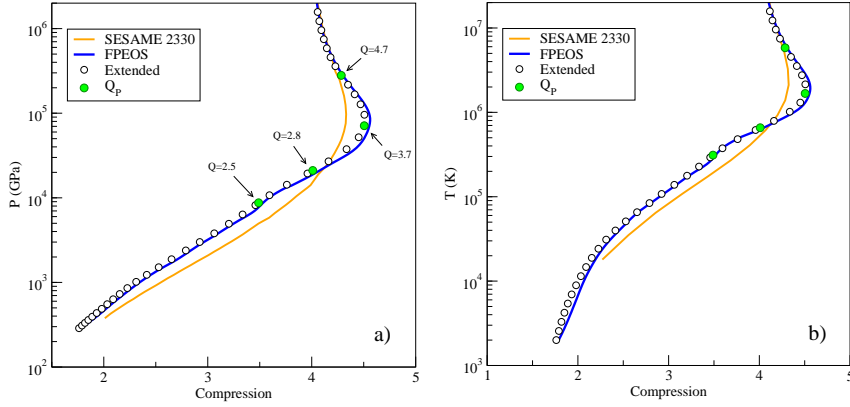 SESAME 2330
FPEOS
Extended
Q_P
Q=4.7
Q=2.8
Q=2.5
Q=3.7
10^6
10^5
10^4
10^3
10^2
P (GPa)
2
3
4
5
Compression
a)
SESAME 2330
FPEOS
Extended
Q_P
10^7
10^6
10^5
10^4
10^3
T (K)
1
2
3
4
5
Compression
b)